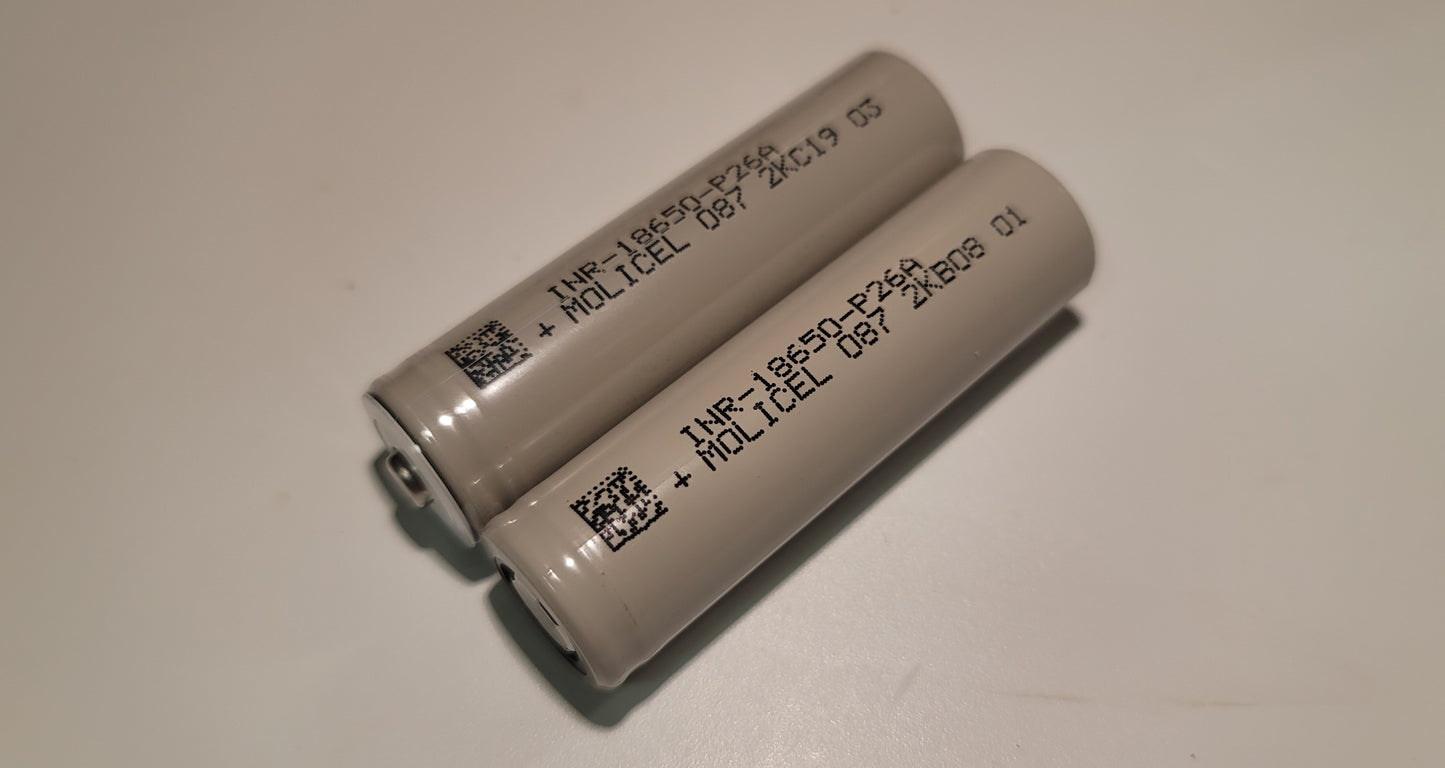 INR-18650-P26A
+ MOLICEL 087 2KC19 03
INR-18650-P26A
+ MOLICEL 087 2KB08 01